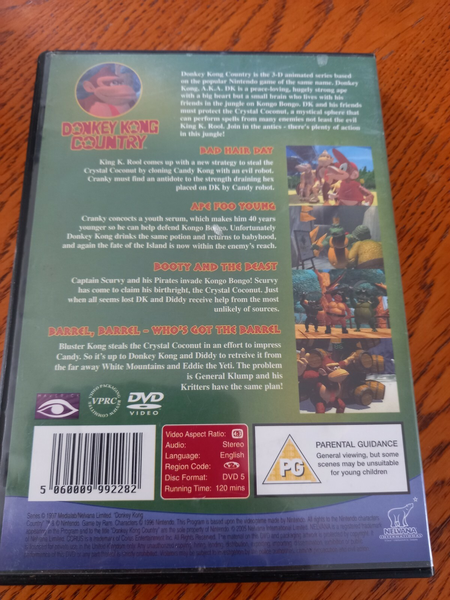 Donkey Kong Country is the 3-D animated series based
on the popular Nintendo game of the same name, Donkey
Kong. A.K.A. DK is a peace-loving, hugely strong ape
with a big heart but a small brain who lives with his
friends in the jungle on Kongo Bongo. DK and his friends
must protect the Crystal Coconut, a mystical sphere that
can perform spells from many enemies not least the evil
King K. Rool. Join in the antics - there's plenty of action
in this jungle!
DONKEY KONG
COUNTRY
BAD HAIR DAY
King K. Rool comes up with a new strategy to steal the
Crystal Coconut by cloning Candy Kong with an evil robot.
Cranky must find an antidote to the strength draining hex
placed on DK by Candy robot.
APE FOO YOUNG
Cranky concocts a youth serum, which makes him 40 years
younger so he can help defend Kongo Bongo. Unfortunately
Donkey Kong drinks the same potion and returns to babyhood,
and again the fate of the Island is now within the enemy's reach.
BOOTY AND THE BEAST
Captain Scurvy and his Pirates invade Kongo Bongo! Scurvy
has come to claim his birthright, the Crystal Coconut. Just
when all seems lost DK and Diddy receive help from the most
unlikely of sources.
BARREL, BARREL - WHO'S GOT THE BARREL
Bluster Kong steals the Crystal Coconut in an effort to impress
Candy. So it's up to Donkey Kong and Diddy to retreive it from
the far away White Mountains and Eddie the Yeti. The problem
is General Klump and his
Kritters have the same plan!
VPRC
DVD
VIDEO
5 060009 992282
Video Aspect Ratio:
Audio: Stereo
Language: English
Region Code:
Disc Format: DVD 5
Running Time: 120 mins
PG
PARENTAL GUIDANCE
General viewing, but some
scenes may be unsuitable
for young children
NELVANA
INTERNATIONAL